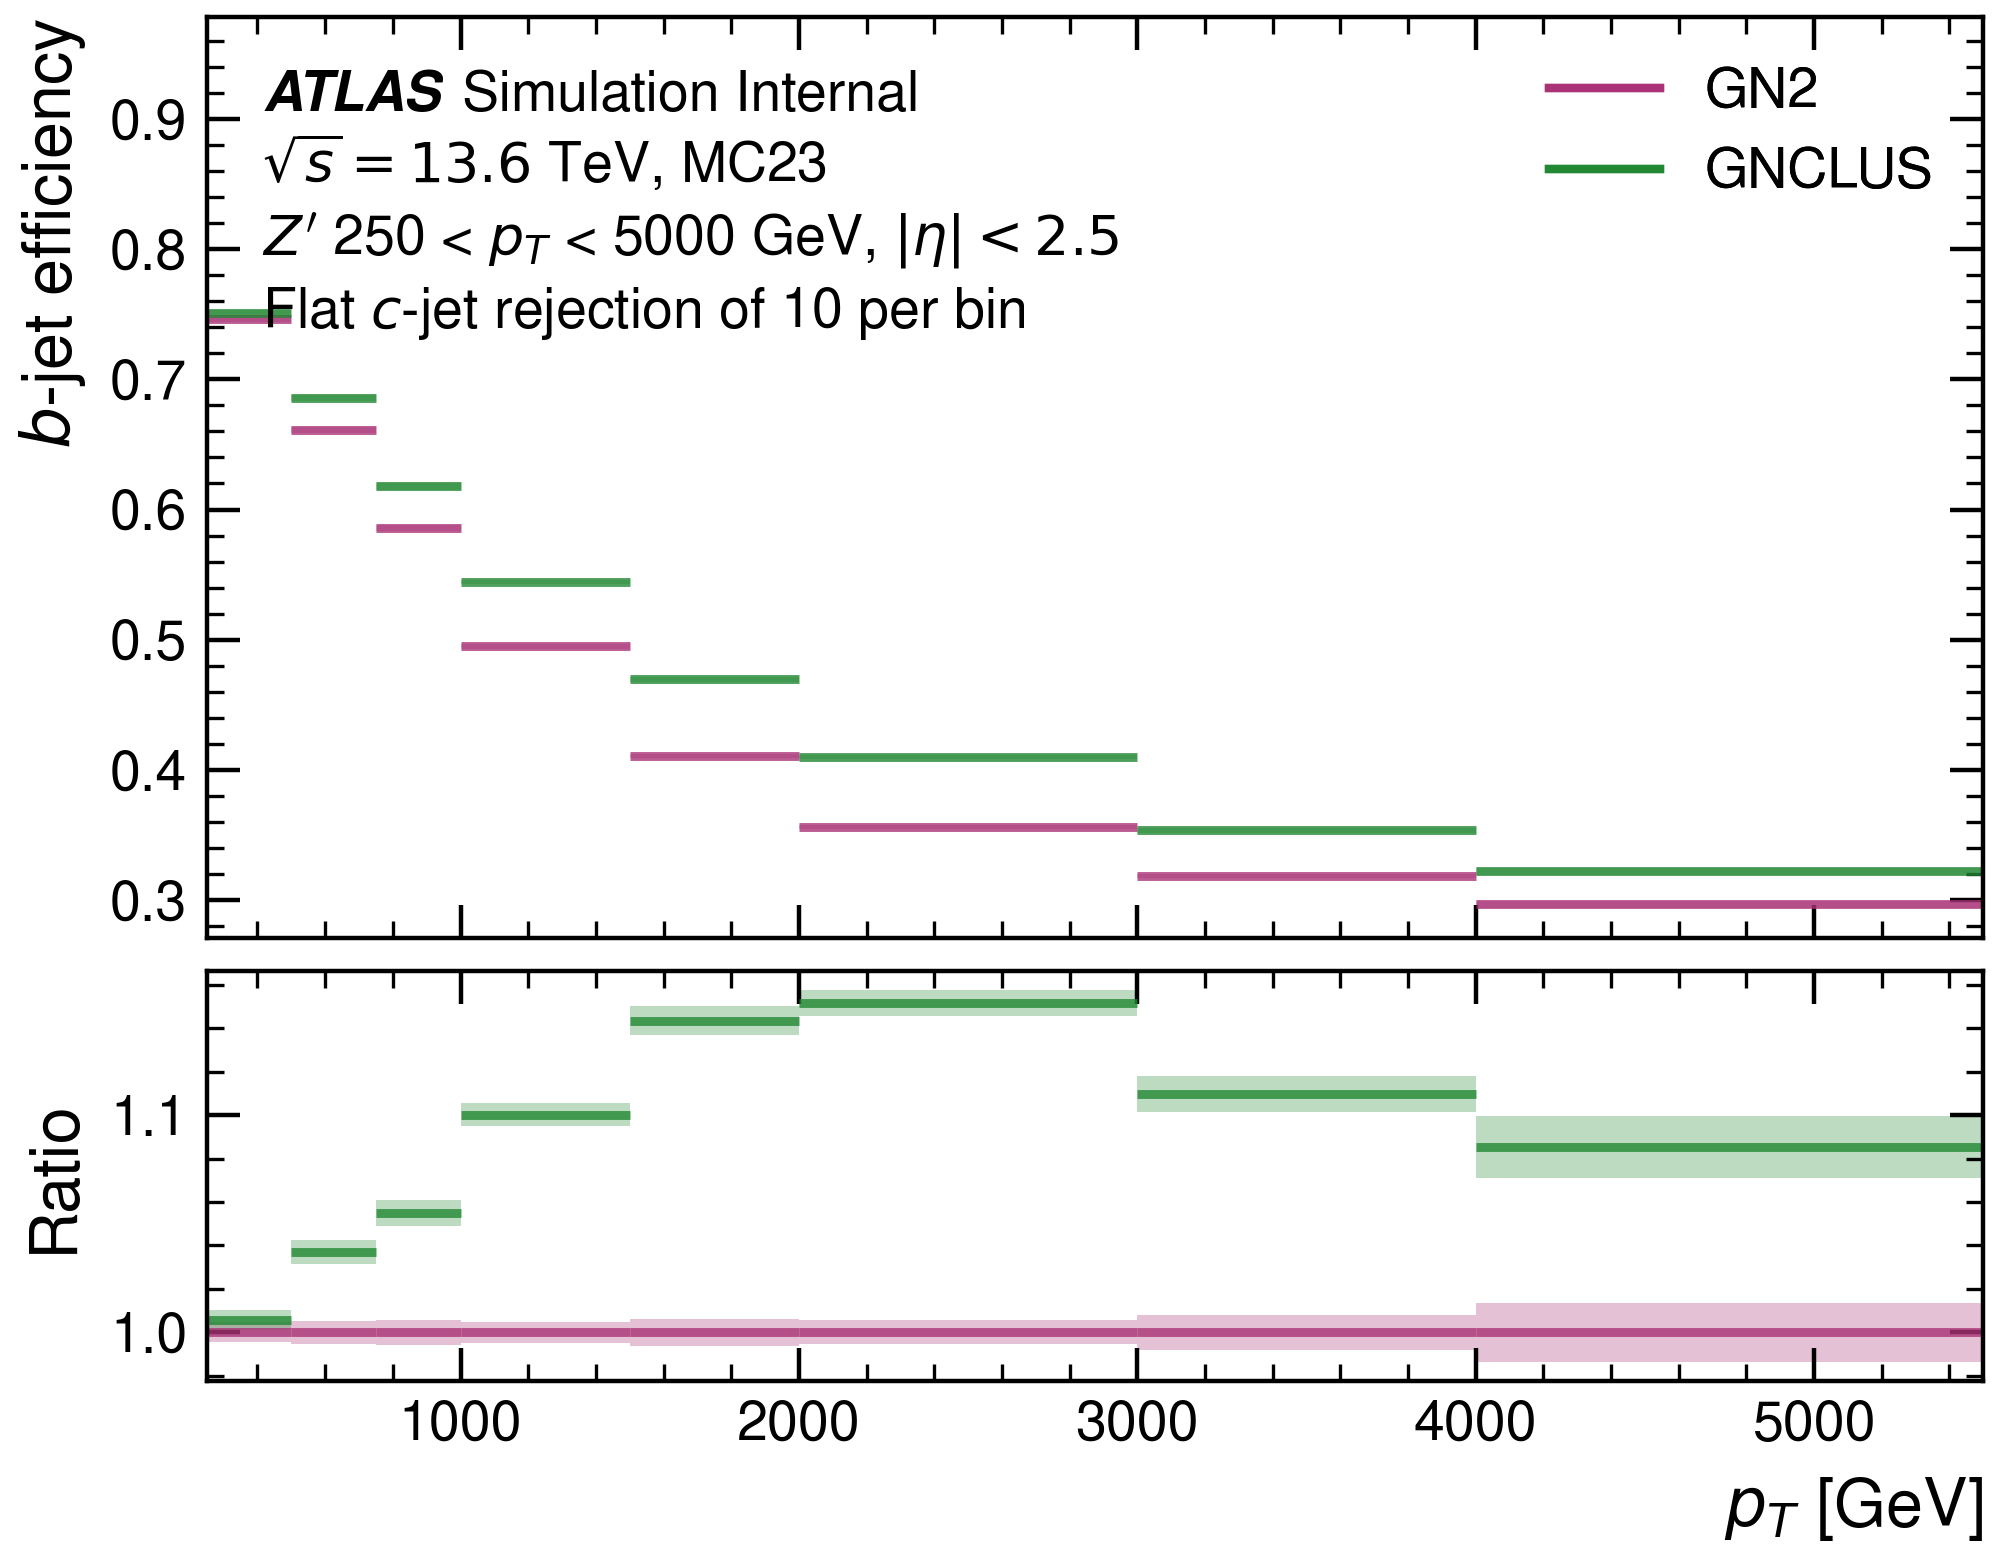 b-jet efficiency
ATLAS Simulation Internal
√s = 13.6 TeV, MC23
Z′ 250 < p_T < 5000 GeV, |η| < 2.5
Flat c-jet rejection of 10 per bin
GN2
GNCLUS
0.9
0.8
0.7
0.6
0.5
0.4
0.3
Ratio
1.1
1.0
1000 2000 3000 4000 5000
p_T [GeV]